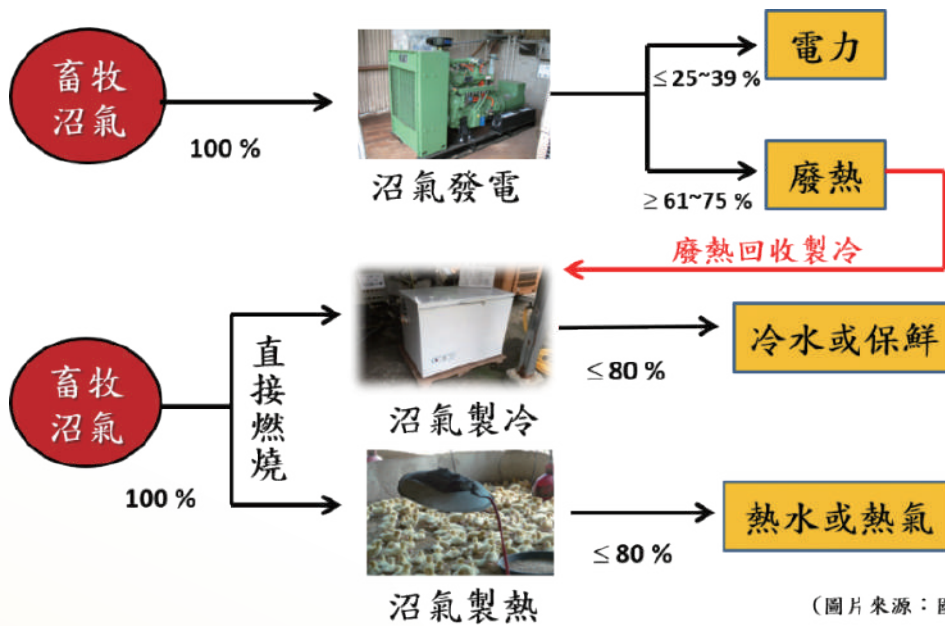 畜牧
沼氣
100 %
沼氣發電
≤ 25~39 %
電力
≥ 61~75 %
廢熱
廢熱回收製冷
畜牧
沼氣
100 %
直接燃燒
沼氣製冷
≤ 80 %
冷水或保鮮
沼氣製熱
≤ 80 %
熱水或熱氣
(圖片來源：